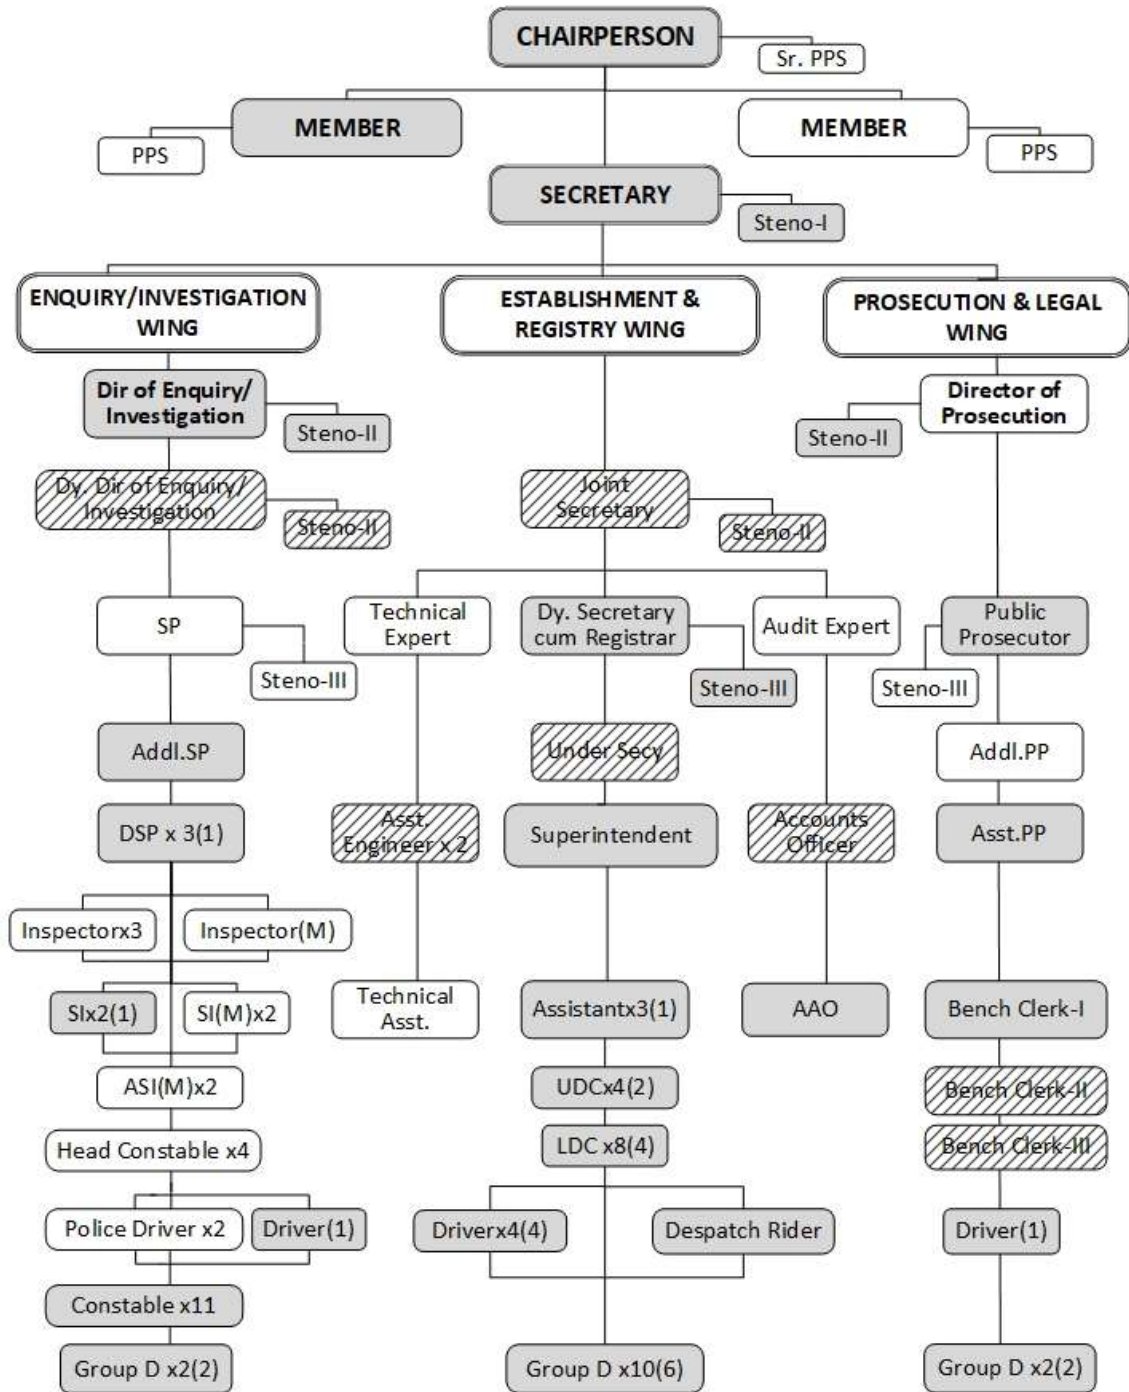 CHAIRPERSON
Sr. PPS
MEMBER
MEMBER
PPS
PPS
SECRETARY
Steno-I
ENQUIRY/INVESTIGATION
WING
ESTABLISHMENT &
REGISTRY WING
PROSECUTION & LEGAL
WING
Dir of Enquiry/
Investigation
Steno-II
Director of
Prosecution
Steno-II
Dy. Dir of Enquiry/
Investigation
Steno-II
Joint
Secretary
Steno-II
SP
Steno-III
Technical
Expert
Dy. Secretary
cum Registrar
Steno-III
Audit Expert
Public
Prosecutor
Steno-III
Addl.SP
Under Secy
Addl.PP
DSP x 3(1)
Asst.
Engineer x 2
Superintendent
Accounts
Officer
Asst.PP
Inspectorx3
Inspector(M)
SIx2(1)
SI(M)x2
Technical
Asst.
Assistantx3(1)
AAO
Bench Clerk-I
ASI(M)x2
UDCx4(2)
Bench Clerk-II
Head Constable x4
LDC x8(4)
Bench Clerk-III
Police Driver x2
Driver(1)
Driverx4(4)
Despatch Rider
Driver(1)
Constable x11
Group D x2(2)
Group D x10(6)
Group D x2(2)